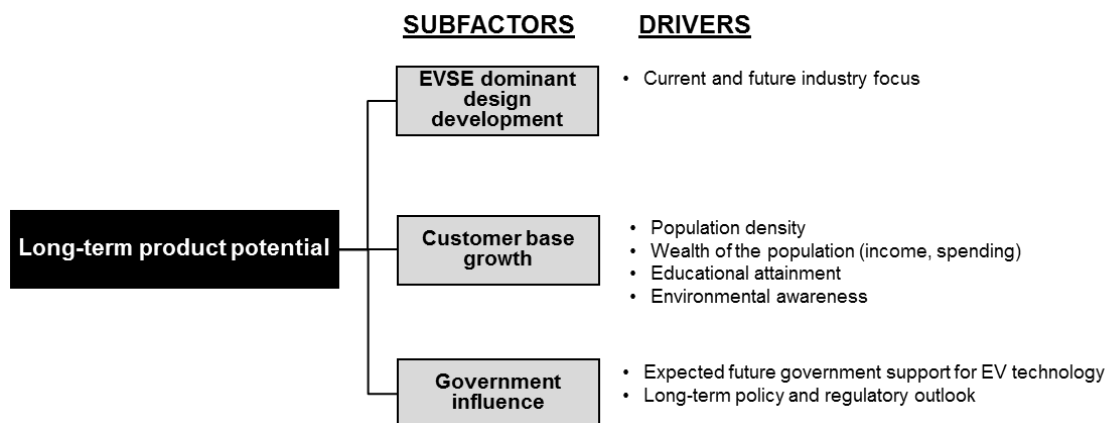 SUBFACTORS DRIVERS
EVSE dominant
design
development
• Current and future industry focus
Long-term product potential
Customer base
growth
• Population density
• Wealth of the population (income, spending)
• Educational attainment
• Environmental awareness
Government
influence
• Expected future government support for EV technology
• Long-term policy and regulatory outlook